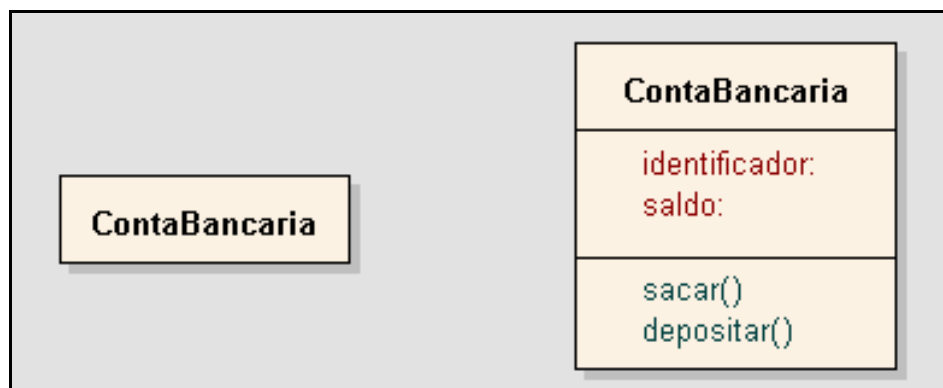 ContaBancaria
ContaBancaria
identificador:
saldo:
sacar()
depositar()